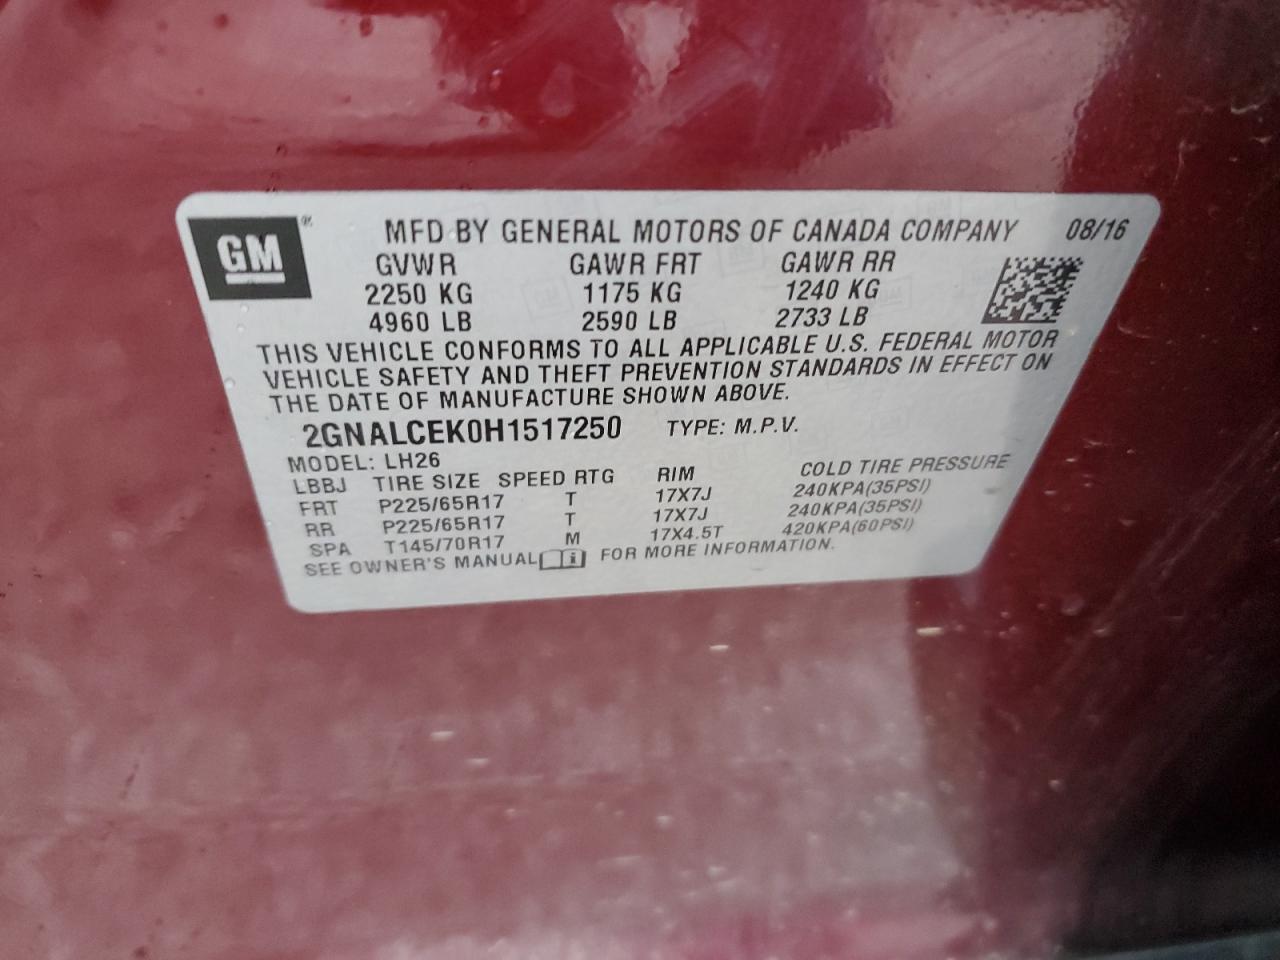 GM ® MFD BY GENERAL MOTORS OF CANADA COMPANY 08/16
GVWR GAWR FRT GAWR RR
2250 KG 1175 KG 1240 KG
4960 LB 2590 LB 2733 LB
THIS VEHICLE CONFORMS TO ALL APPLICABLE U.S. FEDERAL MOTOR
VEHICLE SAFETY AND THEFT PREVENTION STANDARDS IN EFFECT ON
THE DATE OF MANUFACTURE SHOWN ABOVE.
2GNALCEK0H1517250 TYPE: M.P.V.
MODEL: LH26
LBBJ TIRE SIZE SPEED RTG RIM COLD TIRE PRESSURE
FRT P225/65R17 T 17X7J 240KPA(35PSI)
RR P225/65R17 T 17X7J 240KPA(35PSI)
SPA T145/70R17 M 17X4.5T 420KPA(60PSI)
SEE OWNER'S MANUAL i FOR MORE INFORMATION.